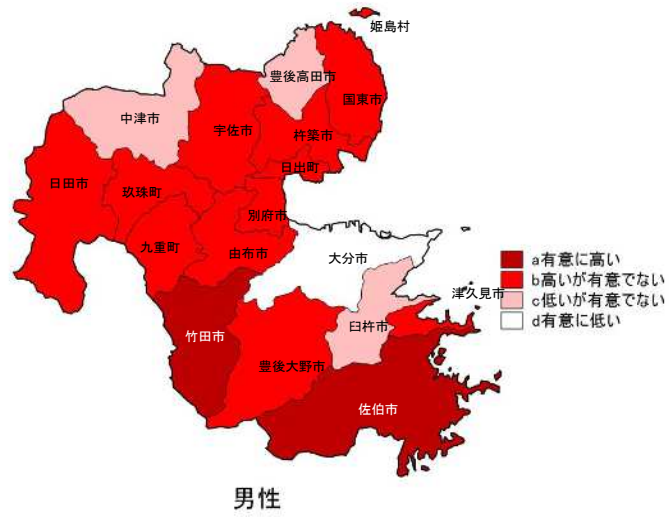 姫島村
豊後高田市
国東市
中津市
宇佐市
杵築市
日出町
日田市
玖珠町
別府市
九重町
由布市
大分市
a有意に高い
b高いが有意でない
c低いが有意でない
d有意に低い
津久見市
臼杵市
竹田市
豊後大野市
佐伯市
男性